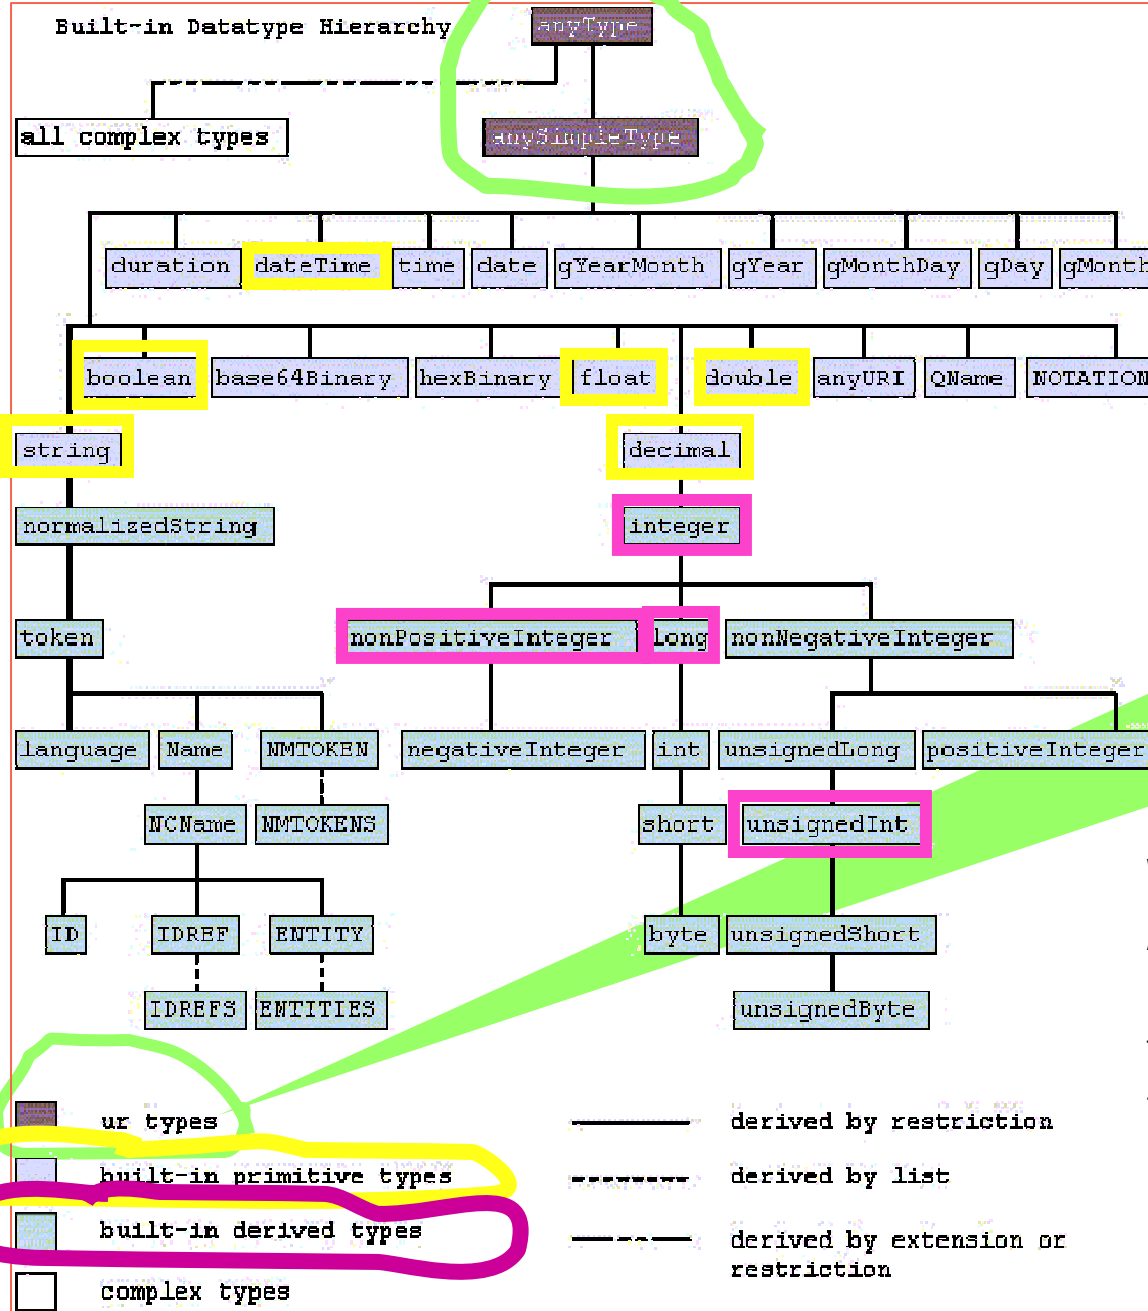 Built-in Datatype Hierarchy
anyType
all complex types
anySimpleType
duration dateTime time date gYearMonth gYear gMonthDay gDay gMonth
boolean base64Binary hexBinary float double anyURI QName NOTATION
string decimal
normalizedString integer
token nonPositiveInteger long nonNegativeInteger
language Name NMTOKEN negativeInteger int unsignedLong positiveInteger
NCName NMTOKENS short unsignedInt
ID IDREF ENTITY byte unsignedShort
IDREFS ENTITIES unsignedByte
ur types derived by restriction
built-in primitive types derived by list
built-in derived types derived by extension or
restriction
complex types